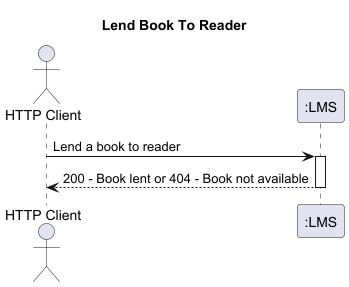 Lend Book To Reader
HTTP Client
:LMS
Lend a book to reader
200 - Book lent or 404 - Book not available
HTTP Client
:LMS